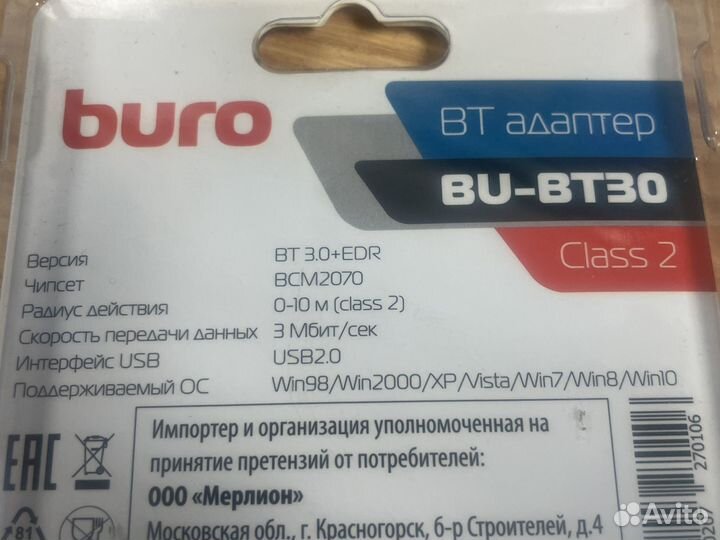 buro
BT адаптер
BU-BT30
Class 2
Версия BT 3.0+EDR
Чипсет BCM2070
Радиус действия 0-10 м (class 2)
Скорость передачи данных 3 Мбит/сек
Интерфейс USB USB2.0
Поддерживаемый ОС Win98/Win2000/XP/Vista/Win7/Win8/Win10
EAC
Импортер и организация уполномоченная на
принятие претензий от потребителей:
ООО «Мерлион»
Московская обл., г. Красногорск, б-р Строителей, д.4
270106
81
Avito